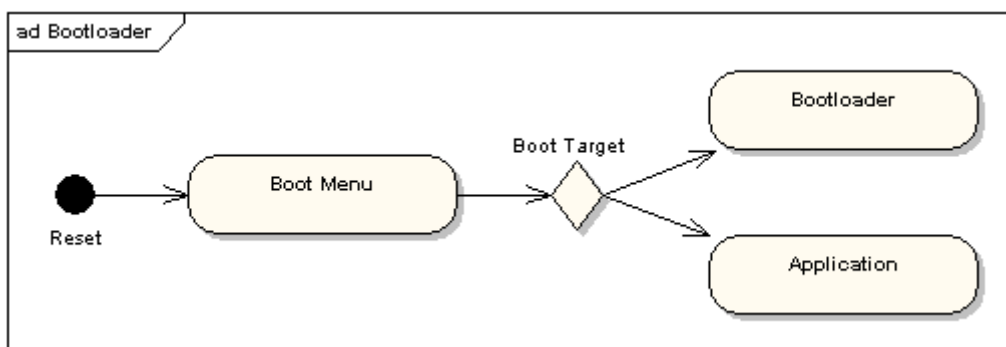 ad Bootloader
Bootloader
Boot Target
Boot Menu
Reset
Application